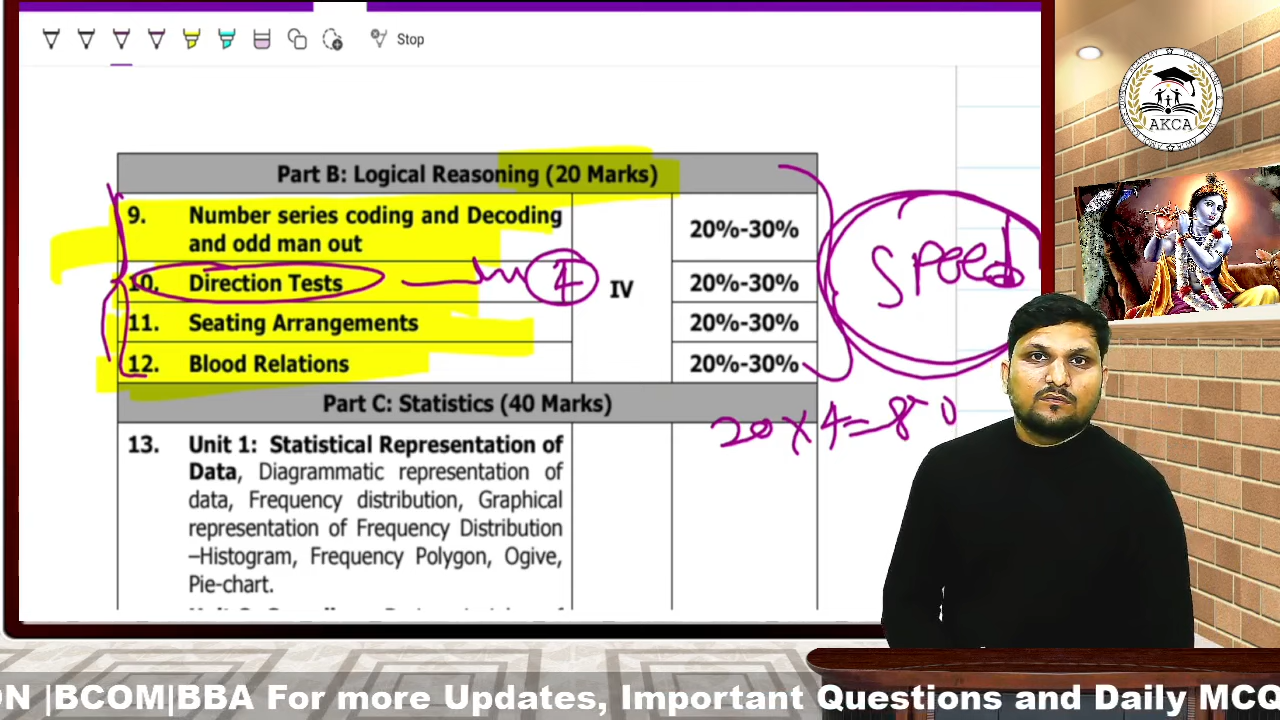 Stop
AKCA
Part B: Logical Reasoning (20 Marks)
9. Number series coding and Decoding
and odd man out
20%-30%
10. Direction Tests
IV
20%-30%
11. Seating Arrangements
20%-30%
12. Blood Relations
20%-30%
Speed
Part C: Statistics (40 Marks)
20 X 4 = 80
13. Unit 1: Statistical Representation of
Data, Diagrammatic representation of
data, Frequency distribution, Graphical
representation of Frequency Distribution
–Histogram, Frequency Polygon, Ogive,
Pie-chart.
ON |BCOM|BBA For more Updates, Important Questions and Daily MCQ